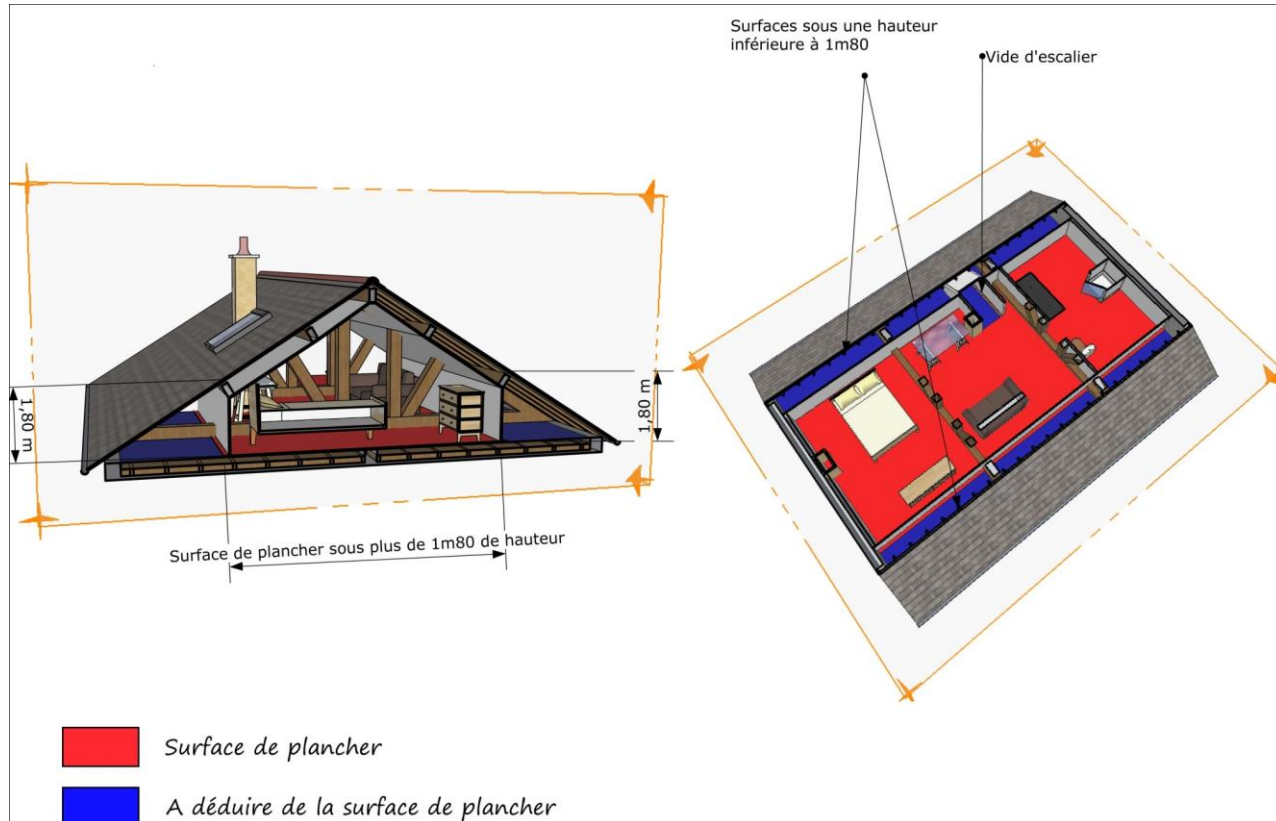 Surfaces sous une hauteur
inférieure à 1m80
Vide d'escalier
1,80 m
1,80 m
Surface de plancher sous plus de 1m80 de hauteur
Surface de plancher
A déduire de la surface de plancher